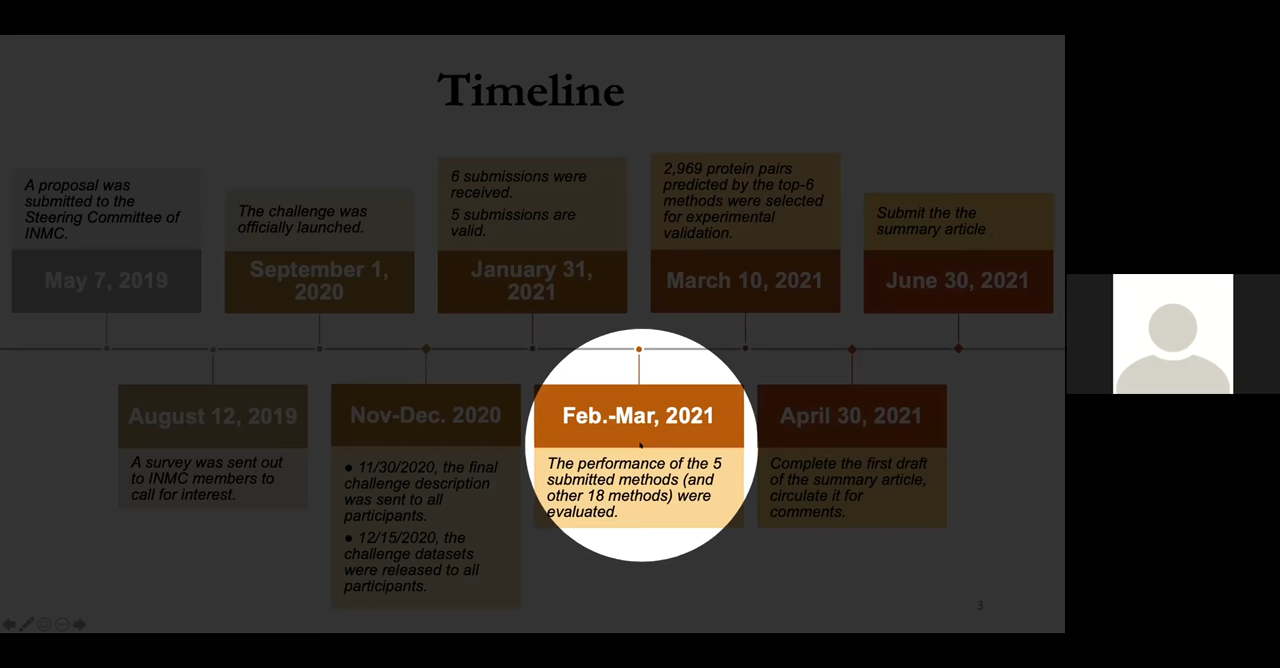 Timeline
A proposal was
submitted to the
Steering Committee of
INMC.
May 7, 2019
The challenge was
officially launched.
September 1,
2020
6 submissions were
received.
5 submissions are
valid.
January 31,
2021
2,969 protein pairs
predicted by the top-6
methods were selected
for experimental
validation.
March 10, 2021
Submit the the
summary article
June 30, 2021
August 12, 2019
A survey was sent out
to INMC members to
call for interest.
Nov-Dec. 2020
● 11/30/2020, the final
challenge description
was sent to all
participants.
● 12/15/2020, the
challenge datasets
were released to all
participants.
Feb.-Mar, 2021
The performance of the 5
submitted methods (and
other 18 methods) were
evaluated.
April 30, 2021
Complete the first draft
of the summary article,
circulate it for
comments.
3